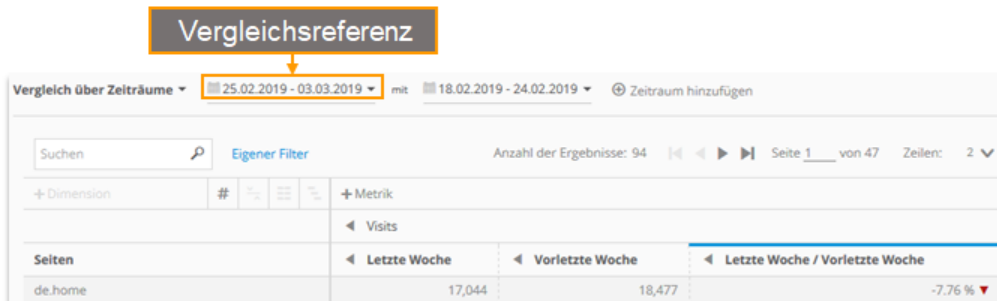 Vergleichsreferenz
Vergleich über Zeiträume 25.02.2019 - 03.03.2019 mit 18.02.2019 - 24.02.2019 Zeitraum hinzufügen
Suchen Eigener Filter Anzahl der Ergebnisse: 94 Seite 1 von 47 Zeilen: 2
+ Dimension # + Metrik
Visits
Seiten Letzte Woche Vorletzte Woche Letzte Woche / Vorletzte Woche
de.home 17,044 18,477 -7.76 % ▼